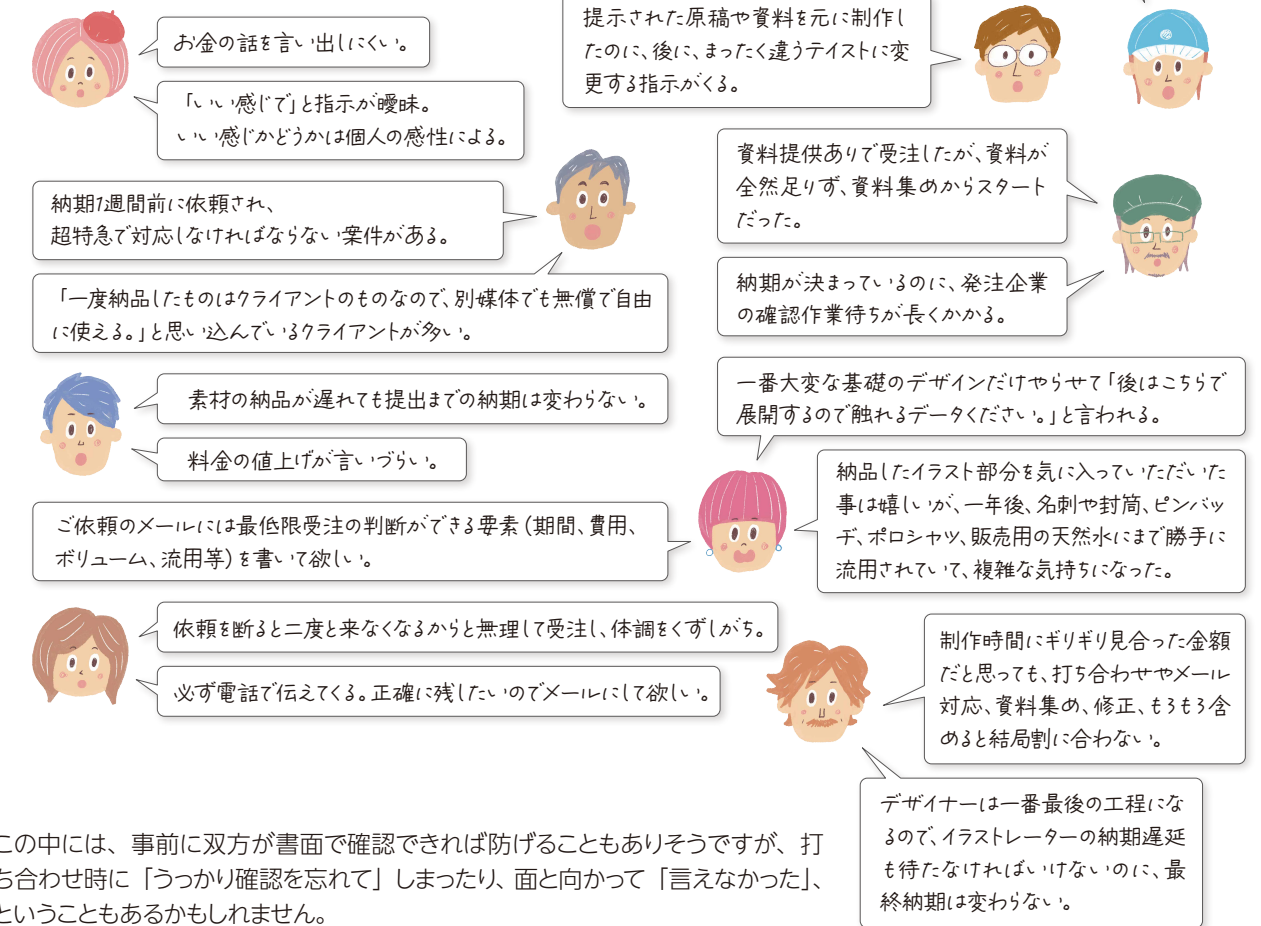 お金の話を言い出しにくい。
「いい感じで」と指示が曖昧。
いい感じかどうかは個人の感性による。
提示された原稿や資料を元に制作し
たのに、後に、まったく違うテイストに変
更する指示がくる。
納期1週間前に依頼され、
超特急で対応しなければならない案件がある。
「一度納品したものはクライアントのものなので、別媒体でも無償で自由
に使える。」と思い込んでいるクライアントが多い。
資料提供ありで受注したが、資料が
全然足りず、資料集めからスタート
だった。
納期が決まっているのに、発注企業
の確認作業待ちが長くかかる。
素材の納品が遅れても提出までの納期は変わらない。
料金の値上げが言いづらい。
一番大変な基礎のデザインだけやらせて「後はこちらで
展開するので触れるデータください。」と言われる。
納品したイラスト部分を気に入っていただいた
事は嬉しいが、一年後、名刺や封筒、ピンバッ
ヂ、ポロシャツ、販売用の天然水にまで勝手に
流用されていて、複雑な気持ちになった。
ご依頼のメールには最低限受注の判断ができる要素（期間、費用、
ボリューム、流用等）を書いて欲しい。
依頼を断ると二度と来なくなるからと無理して受注し、体調をくずしがち。
必ず電話で伝えてくる。正確に残したいのでメールにして欲しい。
制作時間にギリギリ見合った金額
だと思っても、打ち合わせやメール
対応、資料集め、修正、もろもろ含
めると結局割に合わない。
デザイナーは一番最後の工程にな
るので、イラストレーターの納期遅延
も待たなければいけないのに、最
終納期は変わらない。
この中には、事前に双方が書面で確認できれば防げることもありそうですが、打
ち合わせ時に「うっかり確認を忘れて」しまったり、面と向かって「言えなかった」、
ということもあるかもしれません。